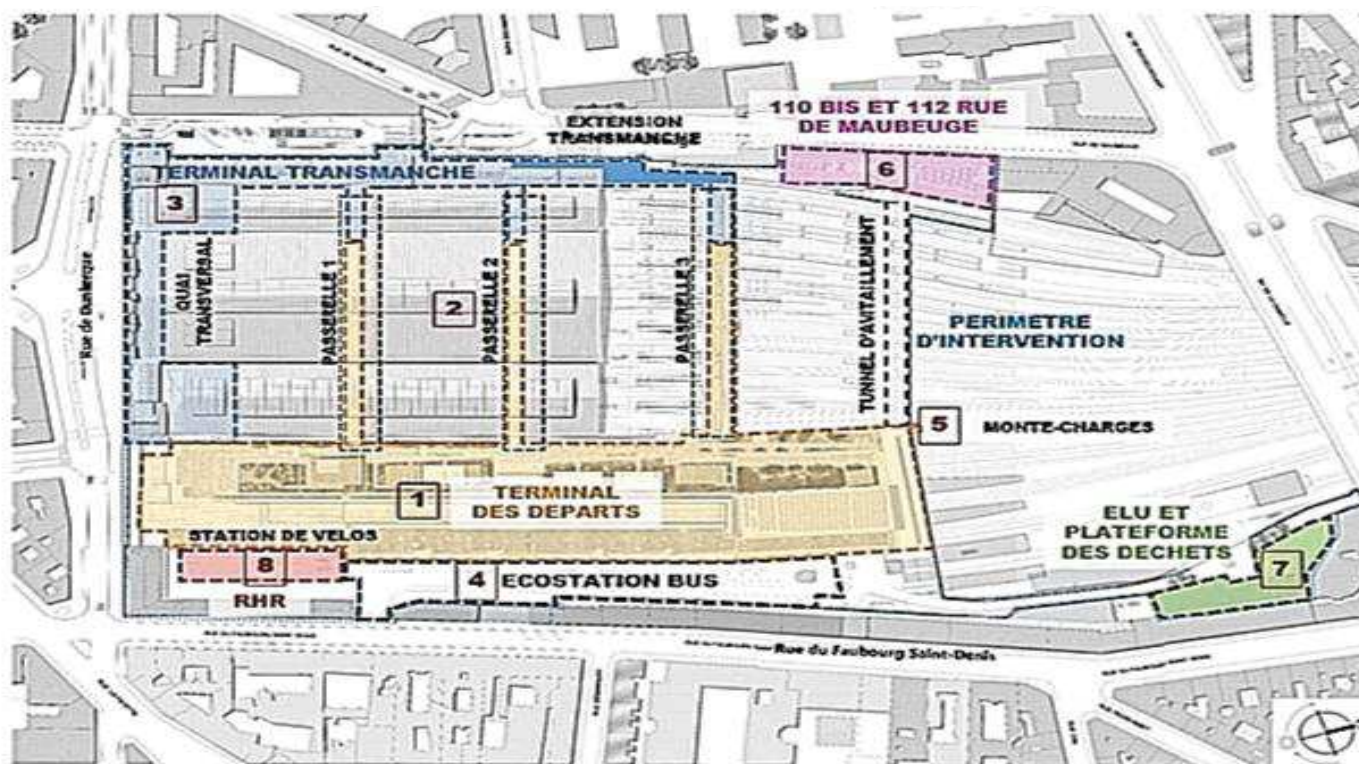 110 BIS ET 112 RUE
DE MAUBEUGE
6
EXTENSION
TRANSMANCHE
TERMINAL TRANSMANCHE
3
Rue de Dunkerque
QUAI
TRANSVERSAL
PASSERELLE 1
2
PASSERELLE 2
PASSERELLE 3
TUNNEL D'AVITAILLEMENT
PERIMETRE
D'INTERVENTION
5
MONTE-CHARGES
1
TERMINAL
DES DEPARTS
ELU ET
PLATEFORME
DES DECHETS
7
STATION DE VELOS
8
RHR
4
ECOSTATION BUS
Rue du Faubourg Saint-Denis